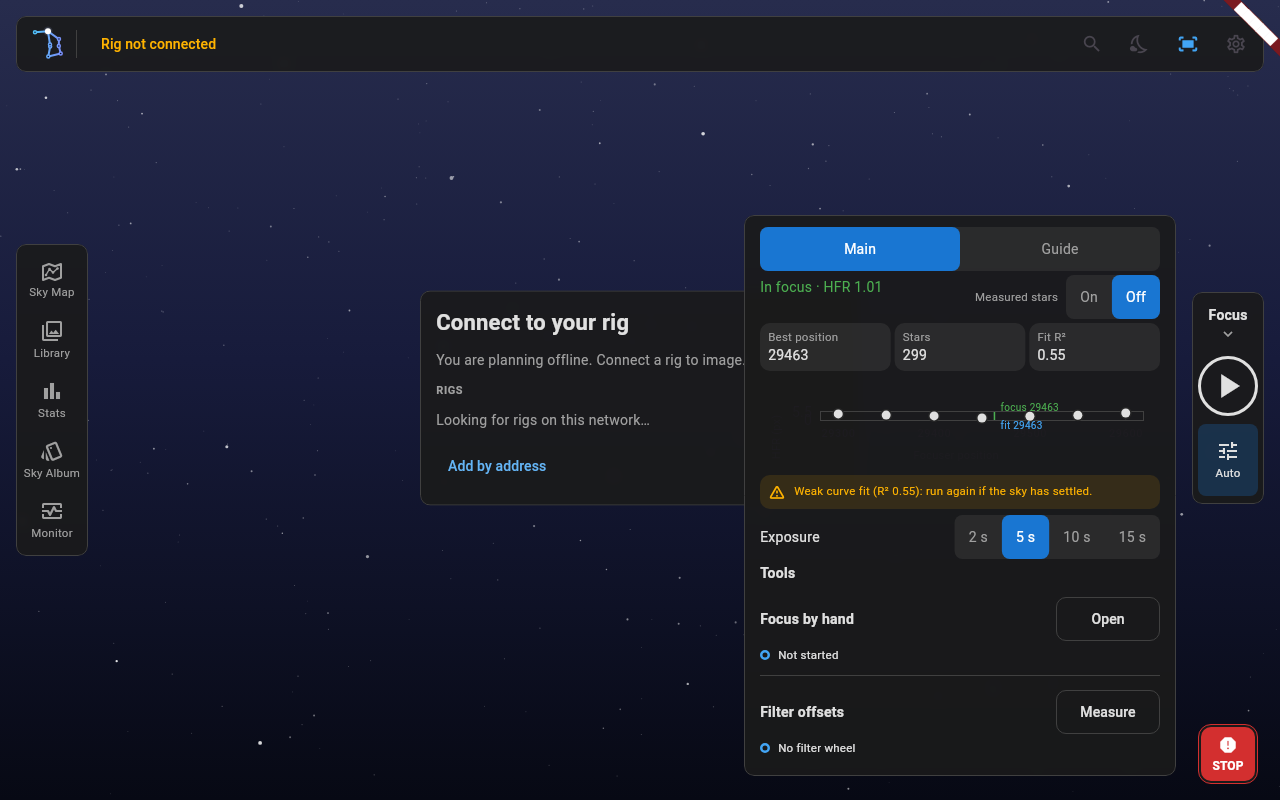 Rig not connected
Sky Map
Library
Stats
Sky Album
Monitor
Connect to your rig
You are planning offline. Connect a rig to image.
RIGS
Looking for rigs on this network…
Add by address
Main
Guide
In focus · HFR 1.01
Measured stars
On
Off
Best position
29463
Stars
299
Fit R²
0.55
focus 29463
fit 29463
Weak curve fit (R² 0.55): run again if the sky has settled.
Exposure
2 s
5 s
10 s
15 s
Tools
Focus by hand
Open
Not started
Filter offsets
Measure
No filter wheel
Focus
Auto
STOP